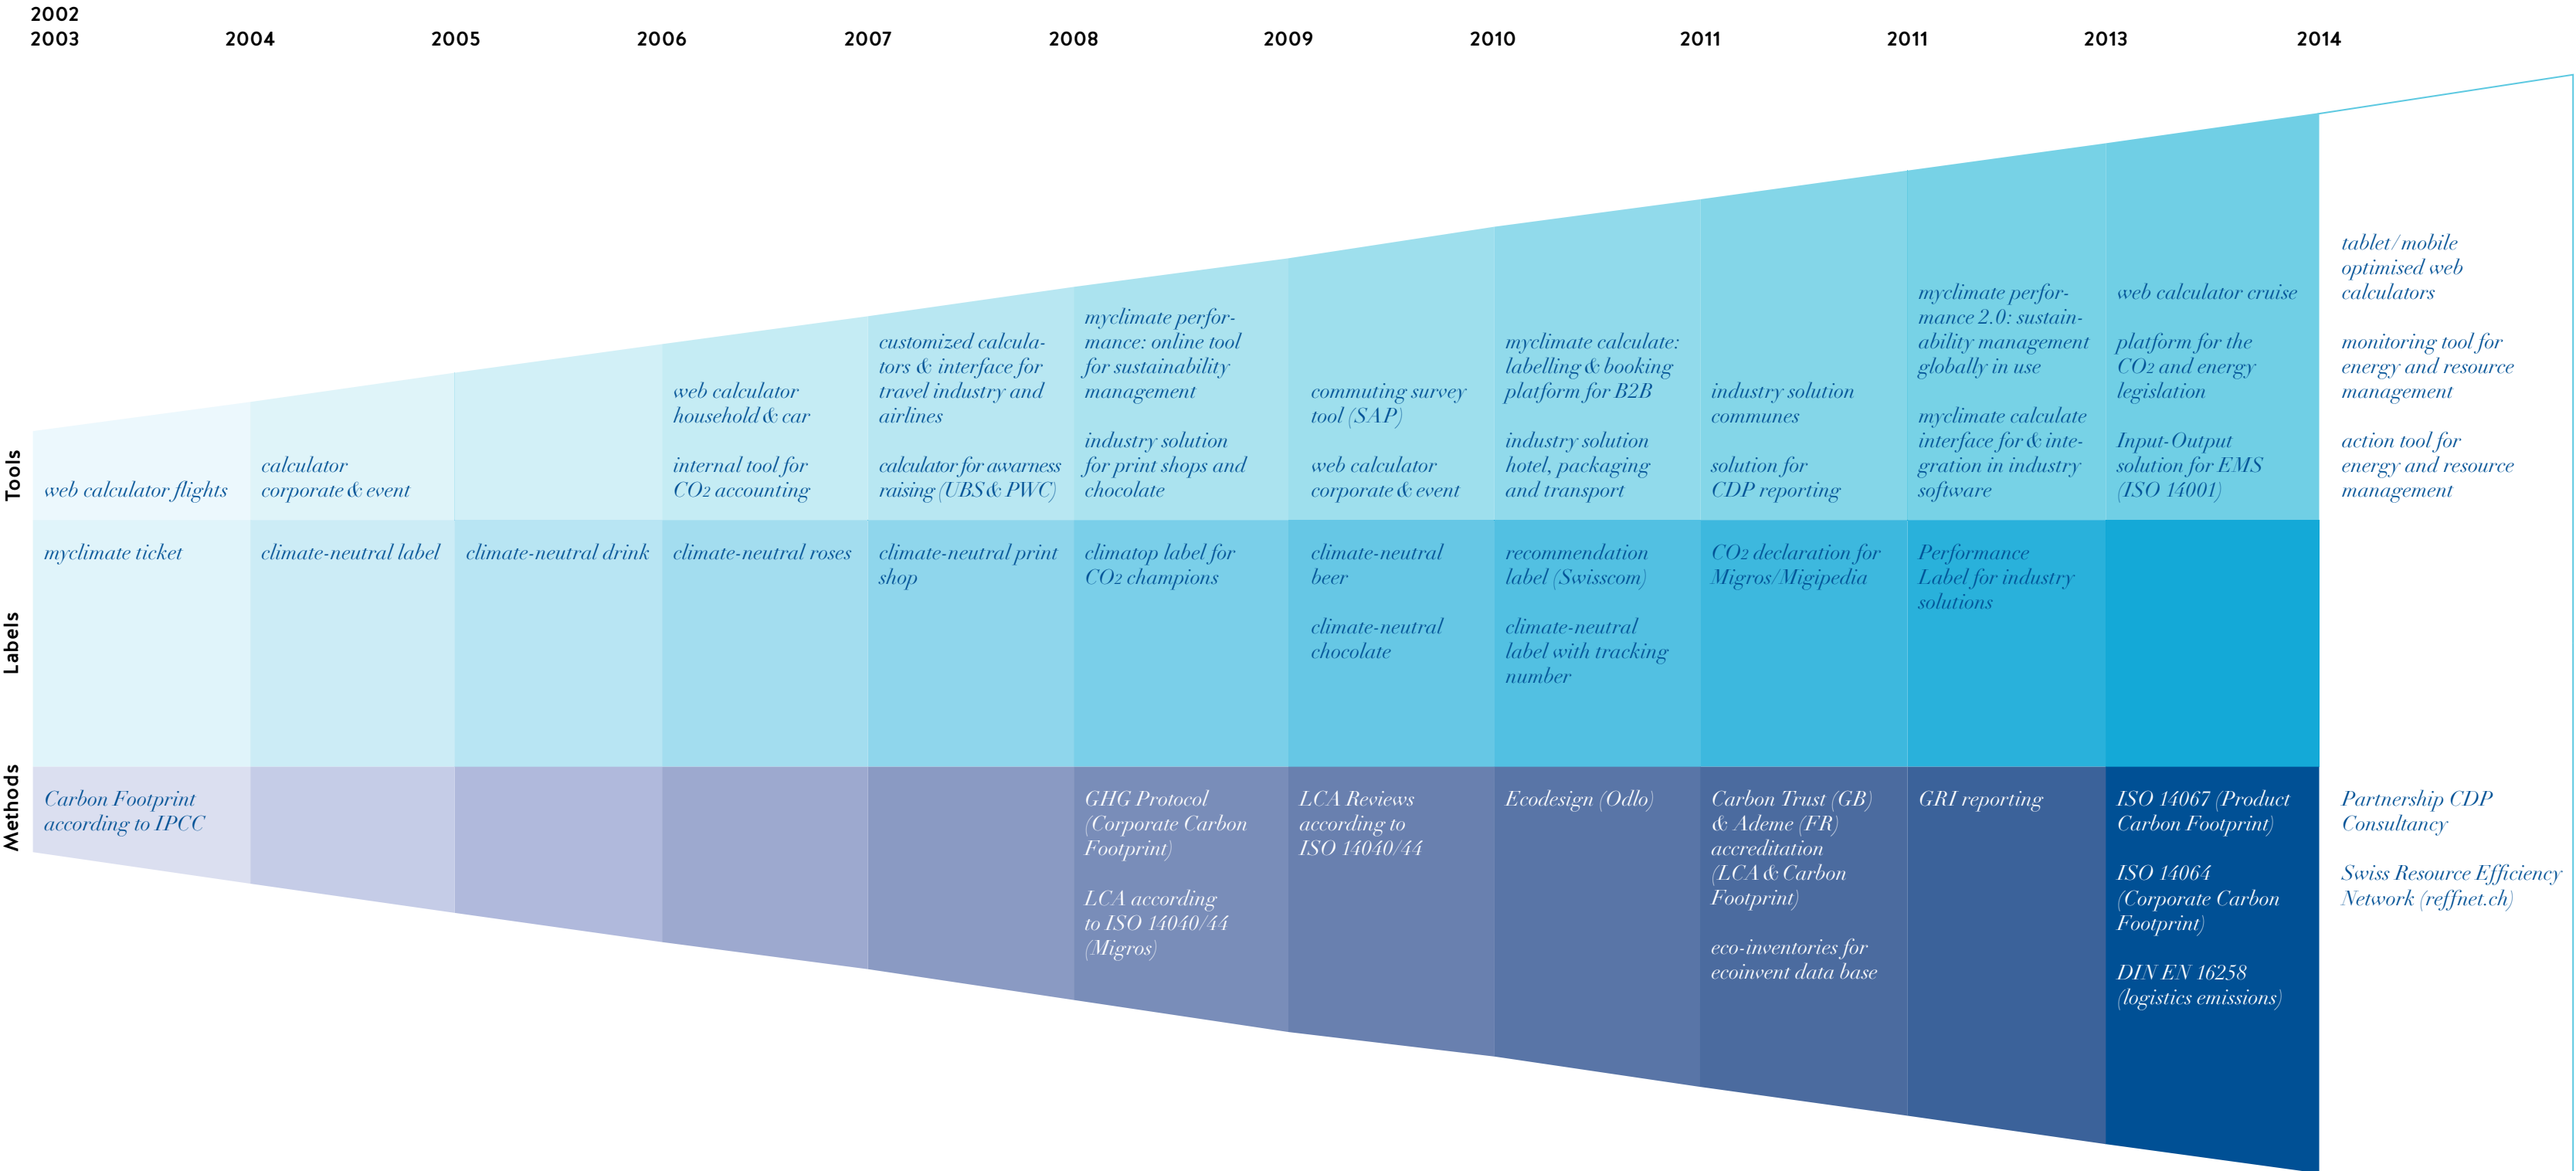 2002
2003
2004
2005
2006
2007
2008
2009
2010
2011
2011
2013
2014
Tools
web calculator flights
calculator
corporate & event
web calculator
household & car
internal tool for
CO2 accounting
customized calcula-
tors & interface for
travel industry and
airlines
calculator for awarness
raising (UBS & PWC)
myclimate perfor-
mance: online tool
for sustainability
management
industry solution
for print shops and
chocolate
commuting survey
tool (SAP)
web calculator
corporate & event
myclimate calculate:
labelling & booking
platform for B2B
industry solution
hotel, packaging
and transport
industry solution
communes
solution for
CDP reporting
myclimate perfor-
mance 2.0: sustain-
ability management
globally in use
myclimate calculate
interface for & inte-
gration in industry
software
web calculator cruise
platform for the
CO2 and energy
legislation
Input-Output
solution for EMS
(ISO 14001)
tablet/mobile
optimised web
calculators
monitoring tool for
energy and resource
management
action tool for
energy and resource
management
Labels
myclimate ticket
climate-neutral label
climate-neutral drink
climate-neutral roses
climate-neutral print
shop
climatop label for
CO2 champions
climate-neutral
beer
climate-neutral
chocolate
recommendation
label (Swisscom)
climate-neutral
label with tracking
number
CO2 declaration for
Migros/Migipedia
Performance
Label for industry
solutions
Methods
Carbon Footprint
according to IPCC
GHG Protocol
(Corporate Carbon
Footprint)
LCA according
to ISO 14040/44
(Migros)
LCA Reviews
according to
ISO 14040/44
Ecodesign (Odlo)
Carbon Trust (GB)
& Ademe (FR)
accreditation
(LCA & Carbon
Footprint)
eco-inventories for
ecoinvent data base
GRI reporting
ISO 14067 (Product
Carbon Footprint)
ISO 14064
(Corporate Carbon
Footprint)
DIN EN 16258
(logistics emissions)
Partnership CDP
Consultancy
Swiss Resource Efficiency
Network (reffnet.ch)